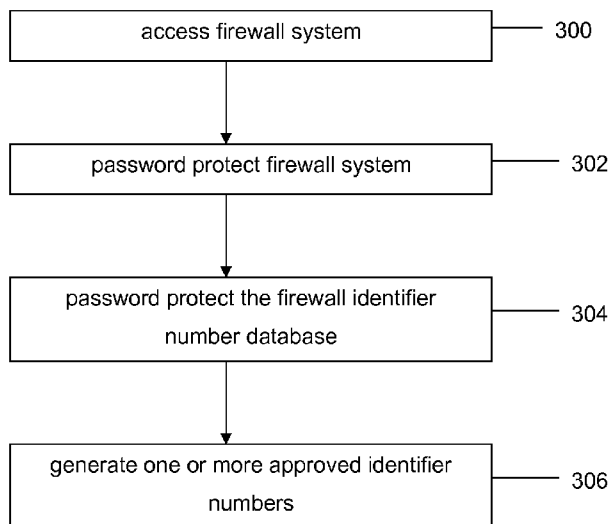 access firewall system
300
password protect firewall system
302
password protect the firewall identifier
number database
304
generate one or more approved identifier
numbers
306